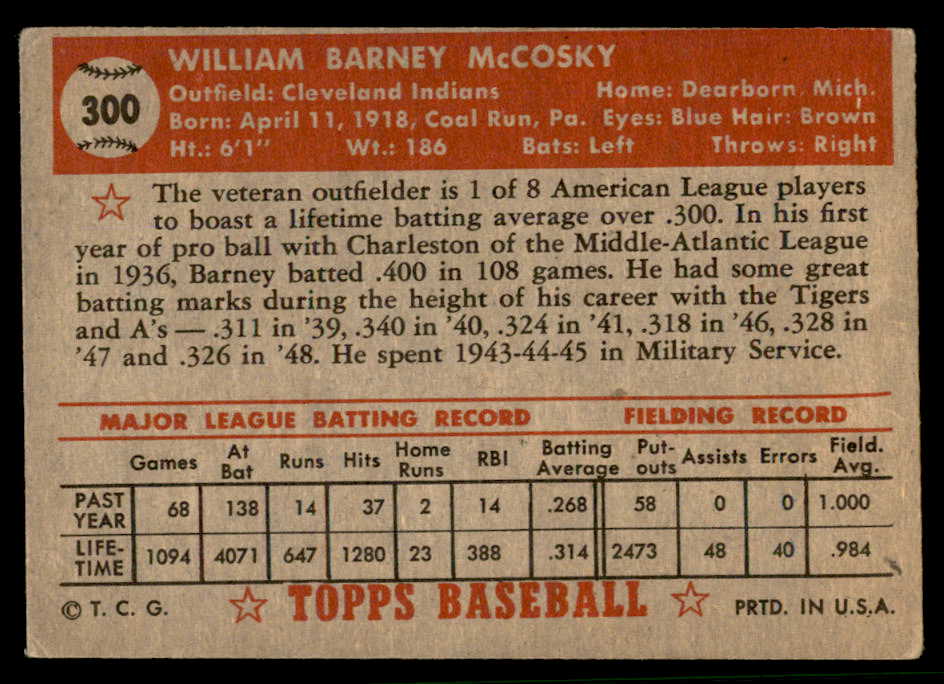 WILLIAM BARNEY McCOSKY
300
Outfield: Cleveland Indians Home: Dearborn, Mich.
Born: April 11, 1918, Coal Run, Pa. Eyes: Blue Hair: Brown
Ht.: 6'1" Wt.: 186 Bats: Left Throws: Right
The veteran outfielder is 1 of 8 American League players
to boast a lifetime batting average over .300. In his first
year of pro ball with Charleston of the Middle-Atlantic League
in 1936, Barney batted .400 in 108 games. He had some great
batting marks during the height of his career with the Tigers
and A's — .311 in '39, .340 in '40, .324 in '41, .318 in '46, .328 in
'47 and .326 in '48. He spent 1943-44-45 in Military Service.
MAJOR LEAGUE BATTING RECORD FIELDING RECORD
Games At Bat Runs Hits Home Runs RBI Batting Average Put-outs Assists Errors Field. Avg.
PAST YEAR 68 138 14 37 2 14 .268 58 0 0 1.000
LIFE-TIME 1094 4071 647 1280 23 388 .314 2473 48 40 .984
© T. C. G. TOPPS BASEBALL PRTD. IN U.S.A.